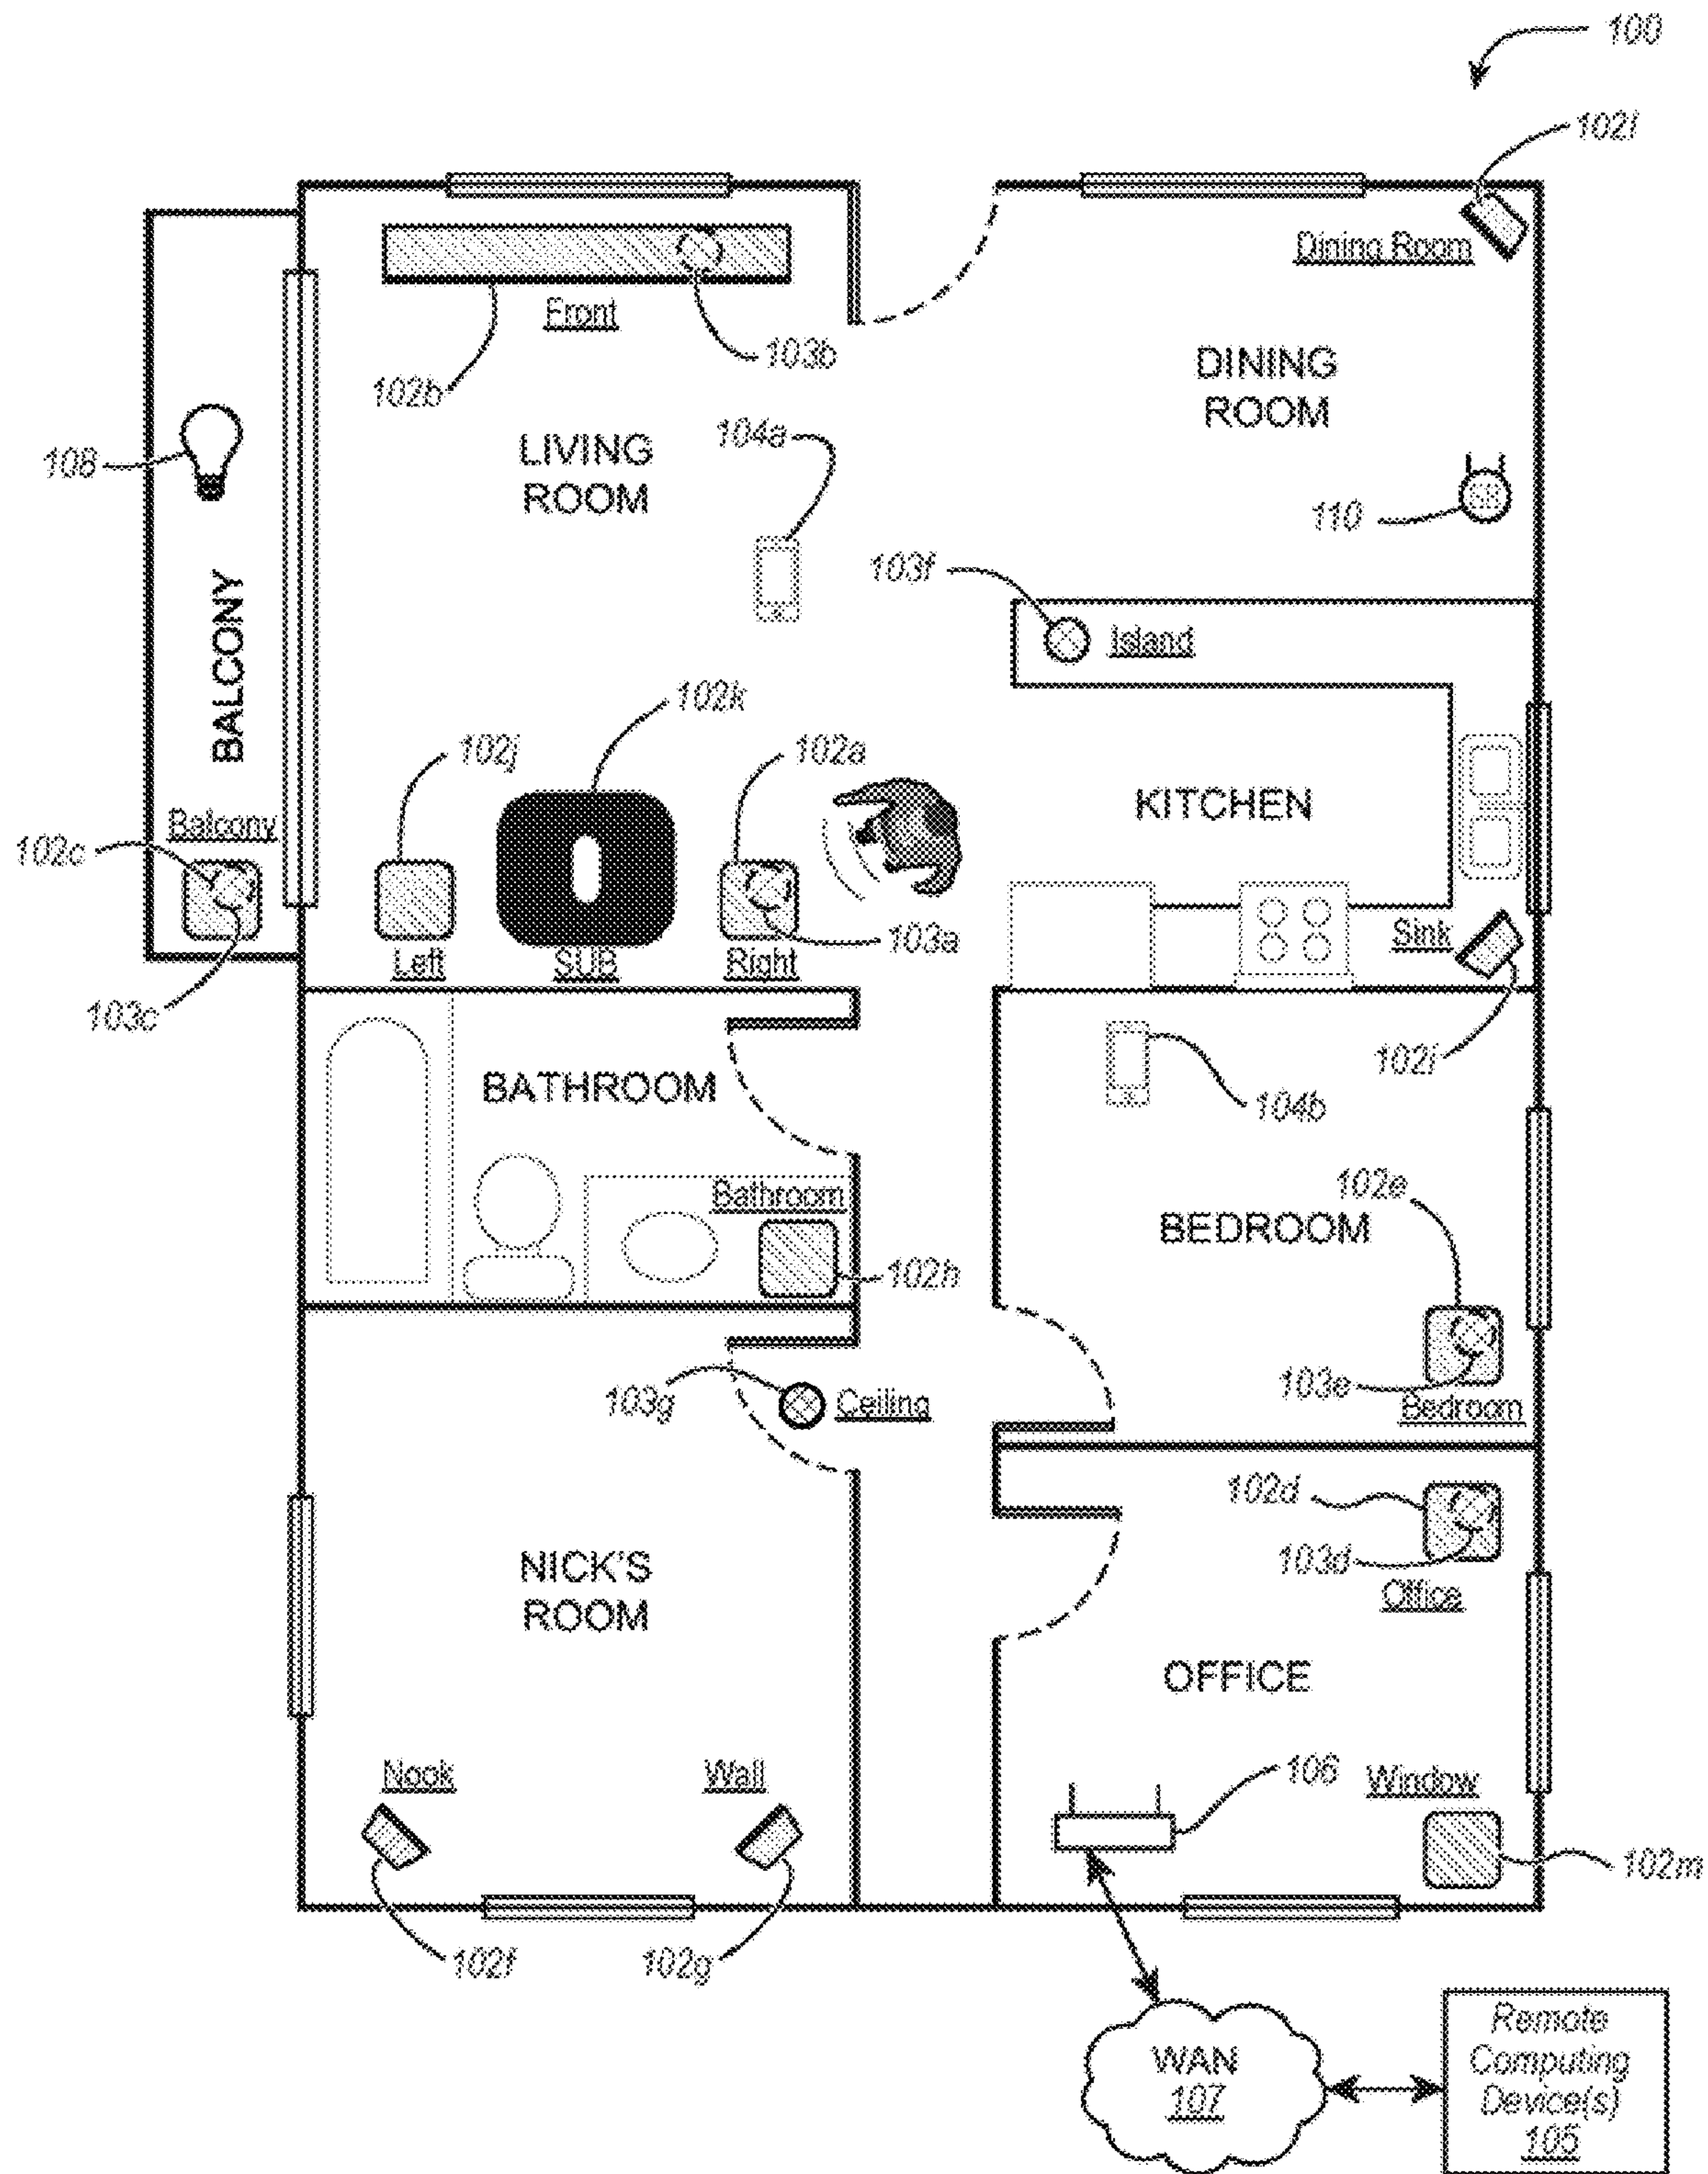 100
102l
Dining Room
Front
103b
102b
DINING
ROOM
LIVING
ROOM
104a
108
110
103f
Island
BALCONY
102k
102j
102a
KITCHEN
Balcony
102c
103a
Sink
Left
SUB
Right
103c
102i
BATHROOM
104b
Bathroom
102e
BEDROOM
102h
103e
Bedroom
103g
Ceiling
102d
103d
Office
NICK'S
ROOM
OFFICE
Nook
Wall
106
Window
102m
102f
102g
WAN
107
Remote
Computing
Device(s)
105